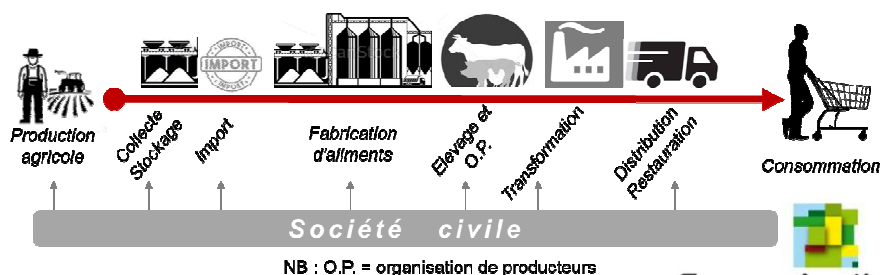 IMPORT
IMPORT
IMPORT
Production
agricole
Collecte
Stockage
Import
Fabrication
d'aliments
Elevage et
O.P.
Transformation
Distribution
Restauration
Consommation
Société civile
NB : O.P. = organisation de producteurs